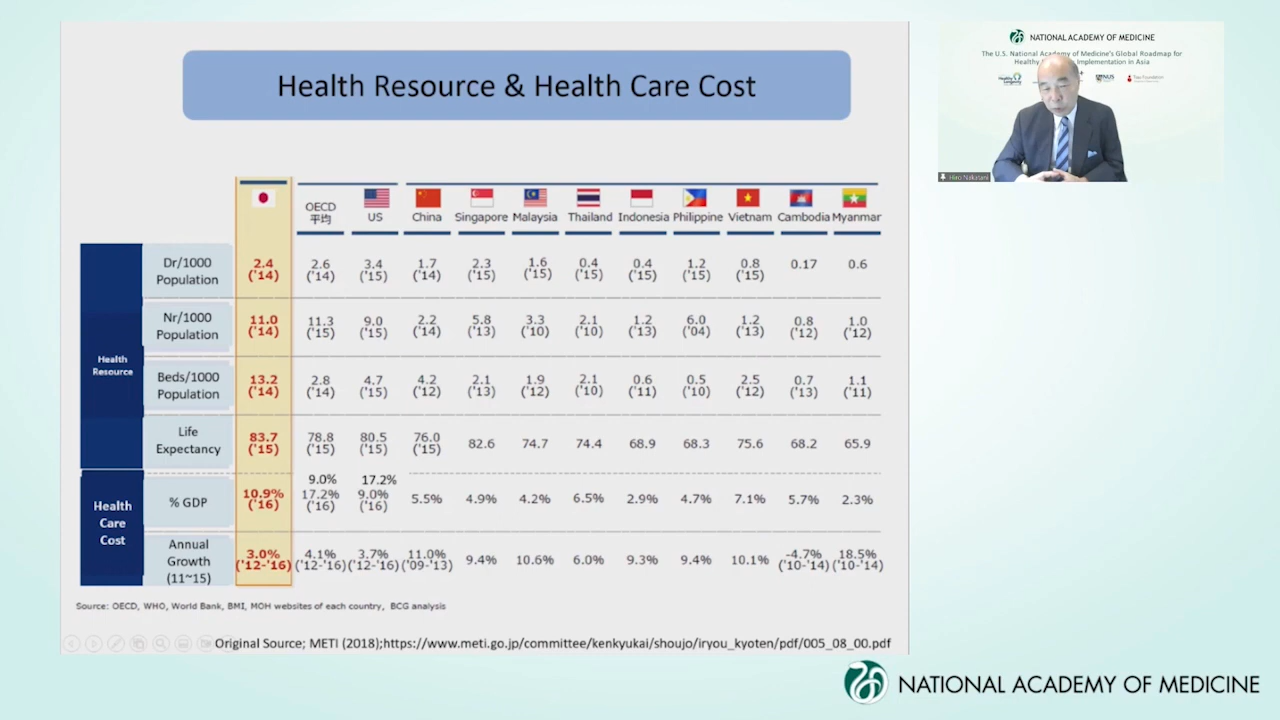 Health Resource & Health Care Cost
NATIONAL ACADEMY OF MEDICINE
The U.S. National Academy of Medicine's Global Roadmap for
Healthy Implementation in Asia
NUS
Tsao Foundation
Hiro Nakatani
OECD 平均 US China Singapore Malaysia Thailand Indonesia Philippine Vietnam Cambodia Myanmar
Health Resource
Dr/1000 Population 2.4 ('14) 2.6 ('14) 3.4 ('15) 1.7 ('14) 2.3 ('15) 1.6 ('15) 0.4 ('15) 0.4 ('15) 1.2 ('15) 0.8 ('15) 0.17 0.6
Nr/1000 Population 11.0 ('14) 11.3 ('15) 9.0 ('15) 2.2 ('14) 5.8 ('13) 3.3 ('10) 2.1 ('10) 1.2 ('13) 6.0 ('04) 1.2 ('13) 0.8 ('12) 1.0 ('12)
Beds/1000 Population 13.2 ('14) 2.8 ('14) 4.7 ('15) 4.2 ('12) 2.1 ('13) 1.9 ('12) 2.1 ('10) 0.6 ('11) 0.5 ('10) 2.5 ('12) 0.7 ('13) 1.1 ('11)
Life Expectancy 83.7 ('15) 78.8 ('15) 80.5 ('15) 76.0 ('15) 82.6 74.7 74.4 68.9 68.3 75.6 68.2 65.9
Health Care Cost
9.0% 17.2%
% GDP 10.9% ('16) 17.2% ('16) 9.0% ('16) 5.5% 4.9% 4.2% 6.5% 2.9% 4.7% 7.1% 5.7% 2.3%
Annual Growth (11~15) 3.0% ('12-'16) 4.1% ('12-'16) 3.7% ('12-'16) 11.0% ('09-'13) 9.4% 10.6% 6.0% 9.3% 9.4% 10.1% -4.7% ('10-'14) 18.5% ('10-'14)
Source: OECD, WHO, World Bank, BMI, MOH websites of each country, BCG analysis
Original Source; METI (2018);https://www.meti.go.jp/committee/kenkyukai/shoujo/iryou_kyoten/pdf/005_08_00.pdf
NATIONAL ACADEMY OF MEDICINE